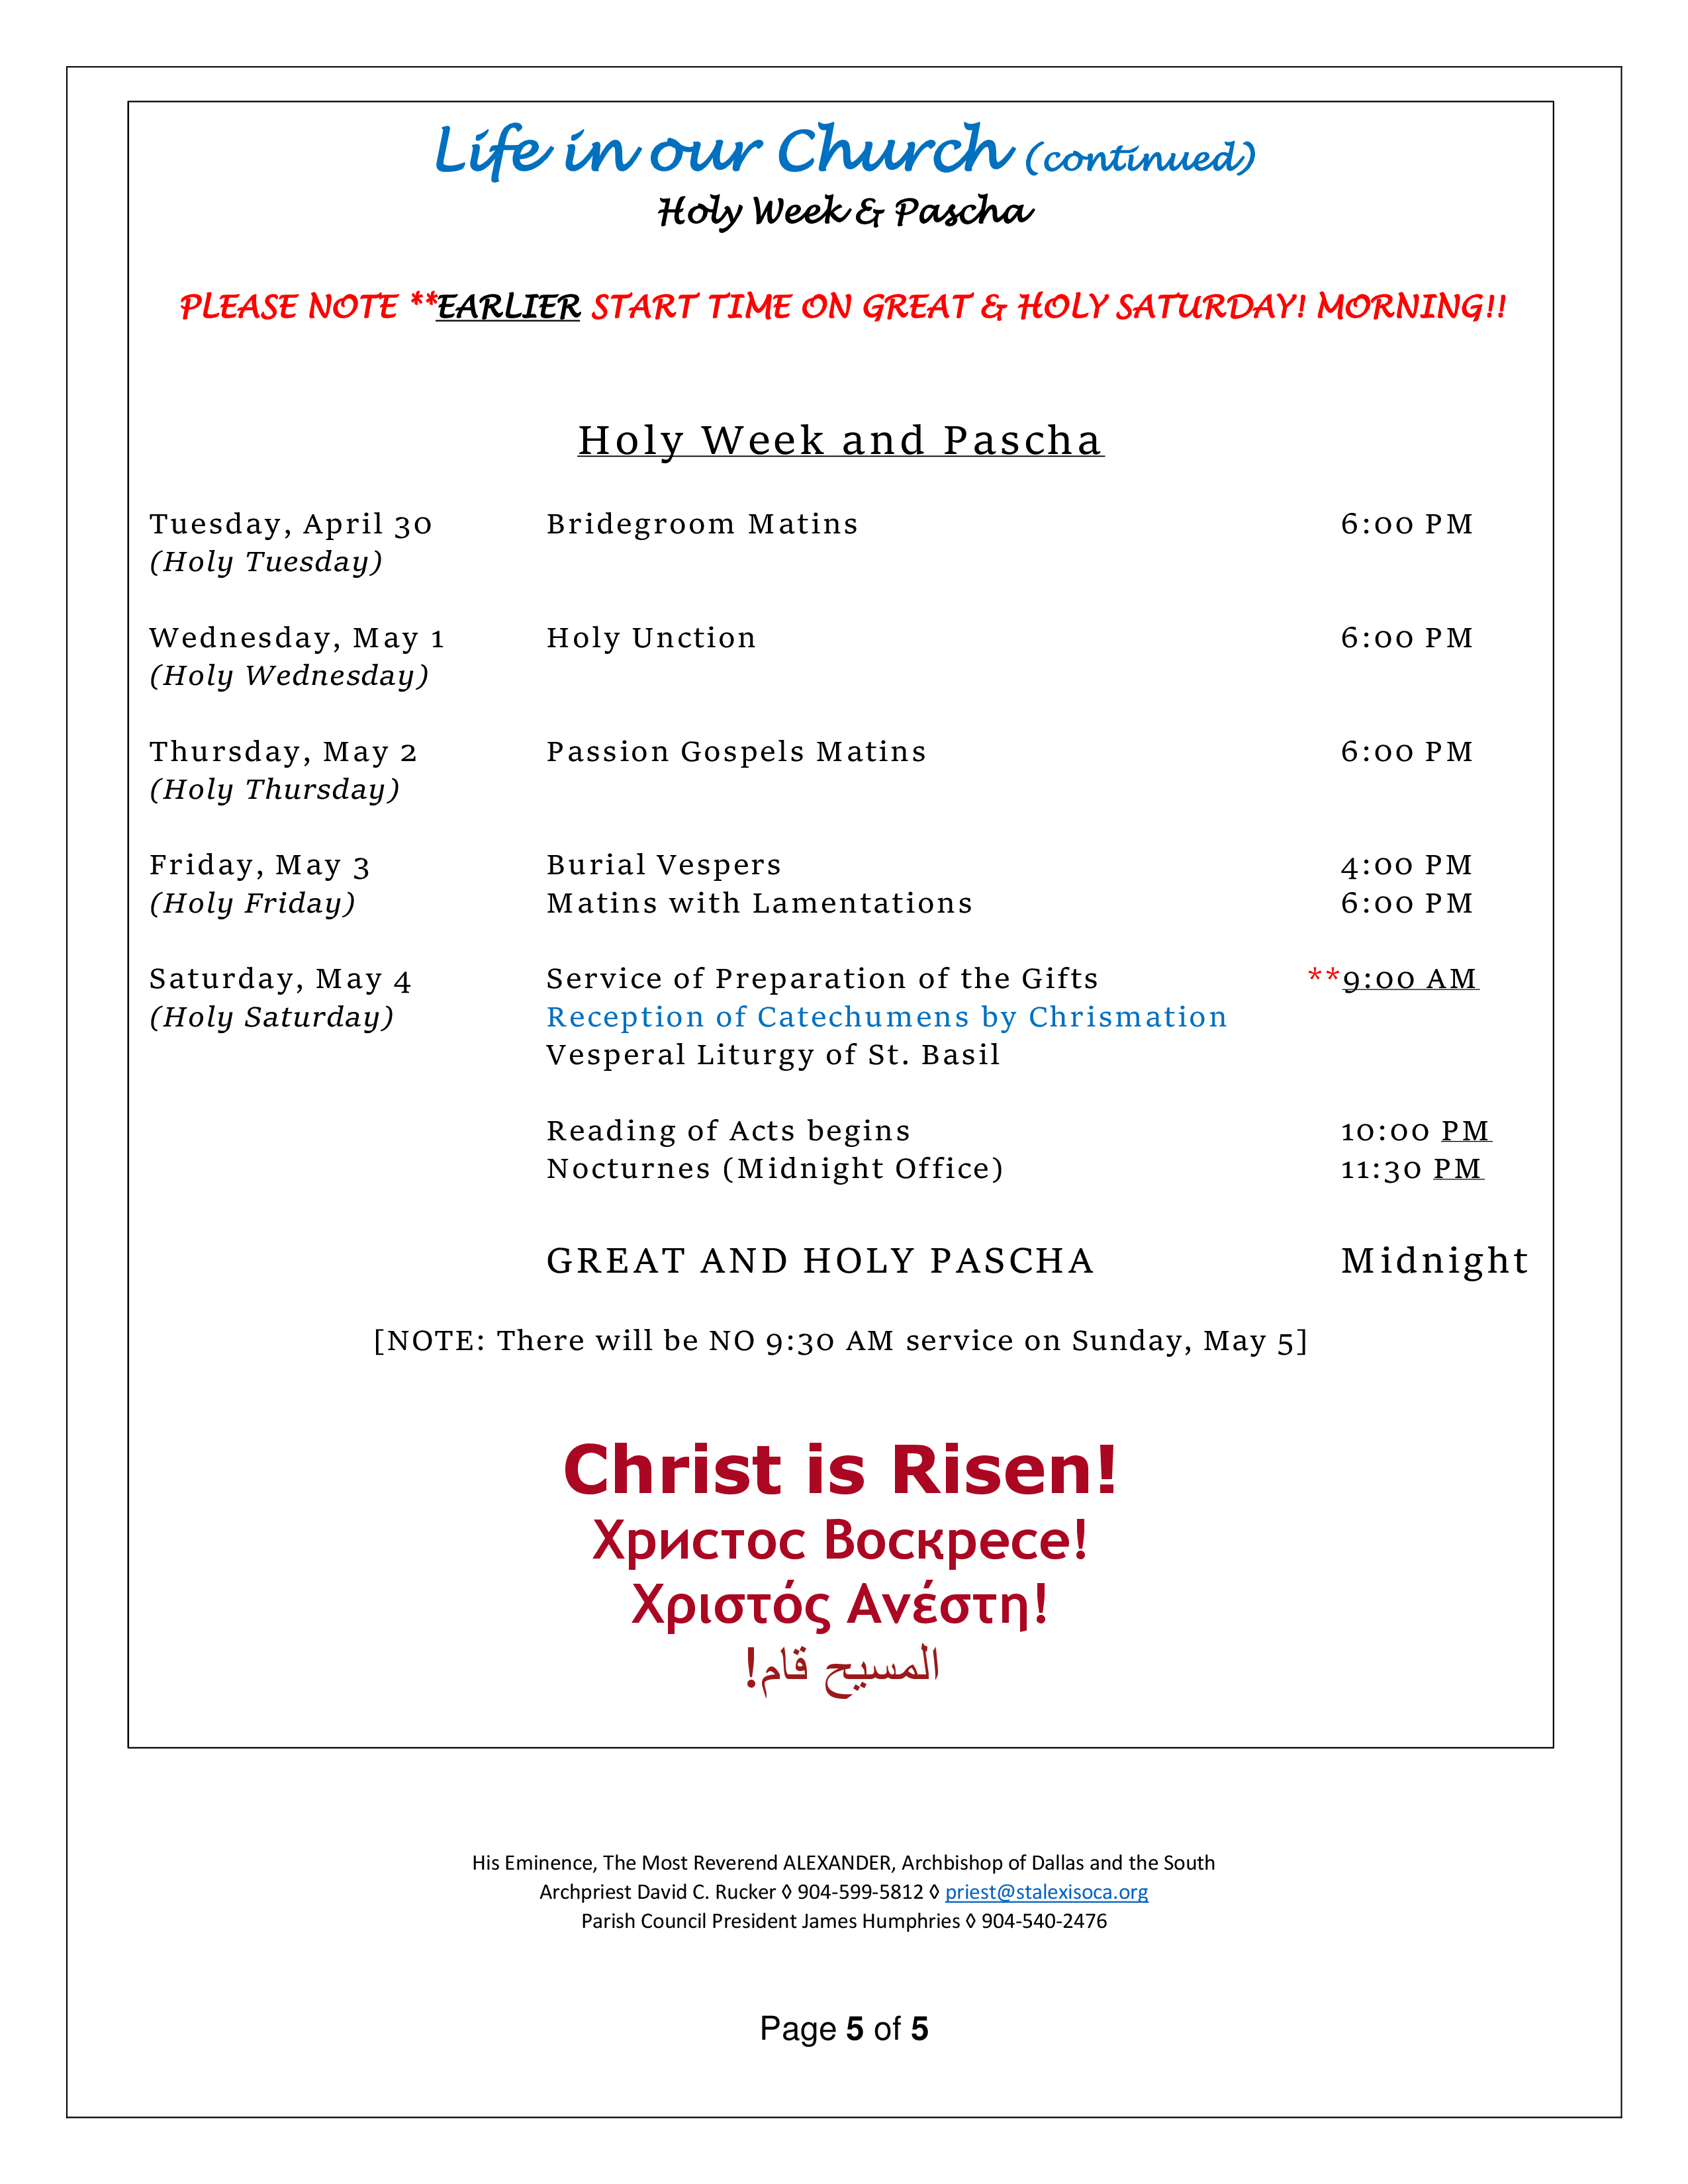 Life in our Church (continued)
Holy Week & Pascha
PLEASE NOTE **EARLIER START TIME ON GREAT & HOLY SATURDAY! MORNING!!
Holy Week and Pascha
Tuesday, April 30 Bridegroom Matins 6:00 PM
(Holy Tuesday)
Wednesday, May 1 Holy Unction 6:00 PM
(Holy Wednesday)
Thursday, May 2 Passion Gospels Matins 6:00 PM
(Holy Thursday)
Friday, May 3 Burial Vespers 4:00 PM
(Holy Friday) Matins with Lamentations 6:00 PM
Saturday, May 4 Service of Preparation of the Gifts **9:00 AM
(Holy Saturday) Reception of Catechumens by Chrismation
Vesperal Liturgy of St. Basil
Reading of Acts begins 10:00 PM
Nocturnes (Midnight Office) 11:30 PM
GREAT AND HOLY PASCHA Midnight
[NOTE: There will be NO 9:30 AM service on Sunday, May 5]
Christ is Risen!
Христос Воскресе!
Χριστός Ανέστη!
المسيح قام!
His Eminence, The Most Reverend ALEXANDER, Archbishop of Dallas and the South
Archpriest David C. Rucker ◊ 904-599-5812 ◊ priest@stalexisoca.org
Parish Council President James Humphries ◊ 904-540-2476
Page 5 of 5